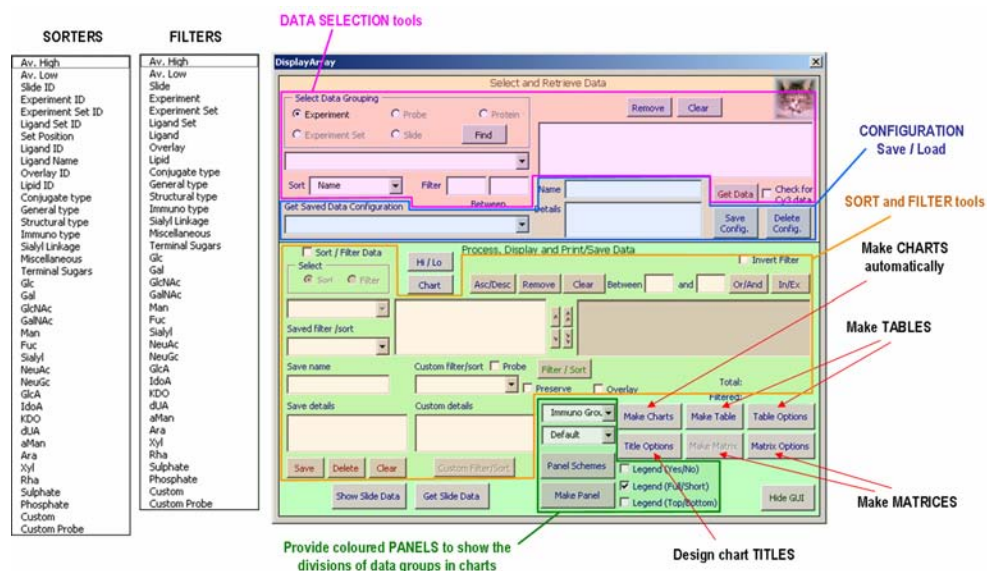 DATA SELECTION tools
SORTERS
Av. High
Av. Low
Slide ID
Experiment ID
Experiment Set ID
Ligand Set ID
Set Position
Ligand ID
Ligand Name
Overlay ID
Lipid ID
Conjugate type
General type
Structural type
Immuno type
Sialyl Linkage
Miscellaneous
Terminal Sugars
Glc
Gal
GlcNAc
GalNAc
Man
Fuc
Sialyl
NeuAc
NeuGc
GlcA
IdoA
KDO
dUA
aMan
Ara
Xyl
Rha
Sulphate
Phosphate
Custom
Custom Probe
FILTERS
Av. High
Av. Low
Slide
Experiment
Experiment Set
Ligand Set
Ligand
Overlay
Lipid
Conjugate type
General type
Structural type
Immuno type
Sialyl Linkage
Miscellaneous
Terminal Sugars
Glc
Gal
GlcNAc
GalNAc
Man
Fuc
Sialyl
NeuAc
NeuGc
GlcA
IdoA
KDO
dUA
aMan
Ara
Xyl
Rha
Sulphate
Phosphate
Custom
Custom Probe
DisplayArray
Select and Retrieve Data
Select Data Grouping
Experiment Probe Protein
Experiment Set Slide Find
Remove Clear
Sort Name Filter
Between
Name
Details
Get Data Check for
Cy3 data
Get Saved Data Configuration
Save
Config.
Delete
Config.
Process, Display and Print/Save Data
Sort / Filter Data
Select
Sort Filter
Hi / Lo
Chart
Invert Filter
Asc/Desc Remove Clear Between and Or/And In/Ex
Saved filter /sort
Save name
Custom filter/sort Probe Filter / Sort
Preserve Overlay
Total:
Filtered:
Save details
Custom details
Immuno Grou
Make Charts Make Table Table Options
Default
Title Options Make Matrix Matrix Options
Panel Schemes
Legend (Yes/No)
Legend (Full/Short)
Legend (Top/Bottom)
Make Panel
Save Delete Clear Custom Filter/Sort
Show Slide Data Get Slide Data
Hide GUI
CONFIGURATION
Save / Load
SORT and FILTER tools
Make CHARTS
automatically
Make TABLES
Make MATRICES
Design chart TITLES
Provide coloured PANELS to show the
divisions of data groups in charts